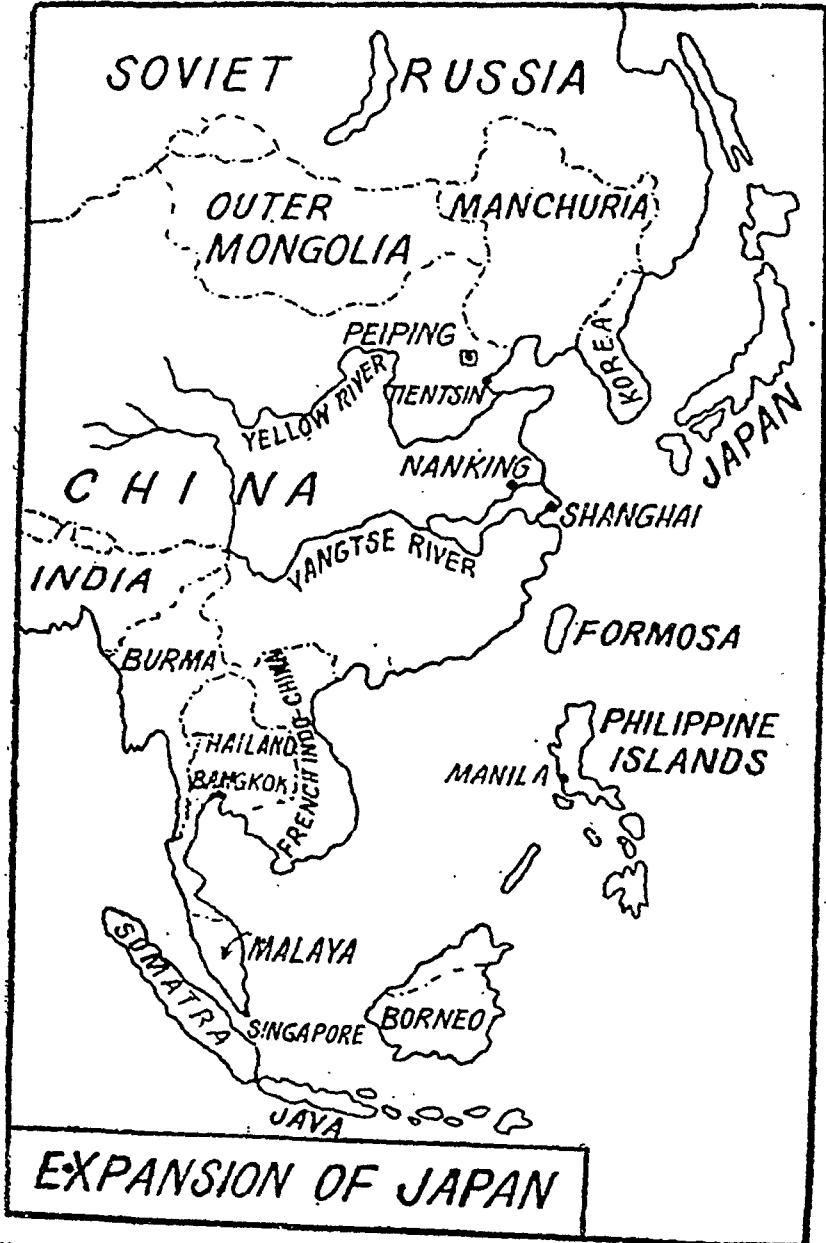 SOVIET RUSSIA
OUTER
MONGOLIA
MANCHURIA
PEIPING
KOREA
YELLOW RIVER
TIENTSIN
JAPAN
NANKING
CHINA
SHANGHAI
YANGTSE RIVER
INDIA
FORMOSA
BURMA
FRENCH INDO-CHINA
PHILIPPINE
ISLANDS
THAILAND
MANILA
BANGKOK
MALAYA
SUMATRA
SINGAPORE
BORNEO
JAVA
EXPANSION OF JAPAN